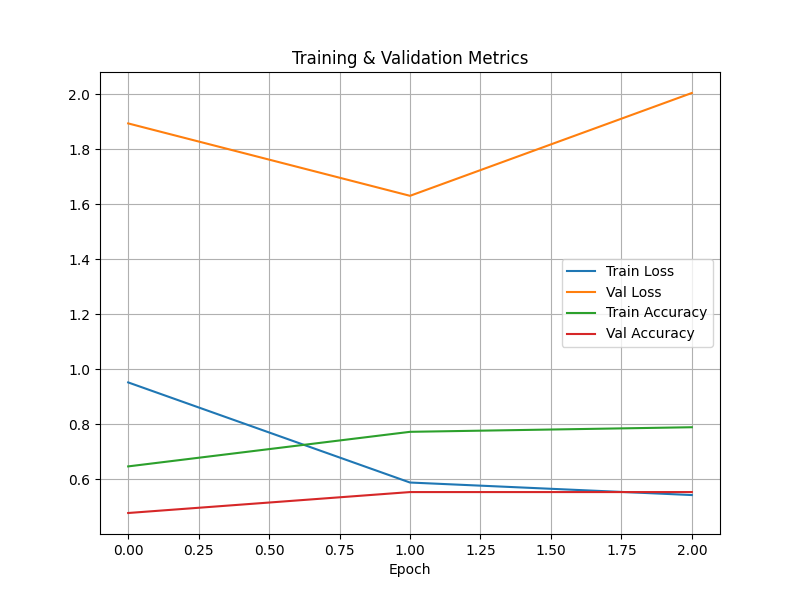 Training & Validation Metrics
2.0
1.8
1.6
1.4
1.2
1.0
0.8
0.6
Train Loss
Val Loss
Train Accuracy
Val Accuracy
0.00 0.25 0.50 0.75 1.00 1.25 1.50 1.75 2.00
Epoch